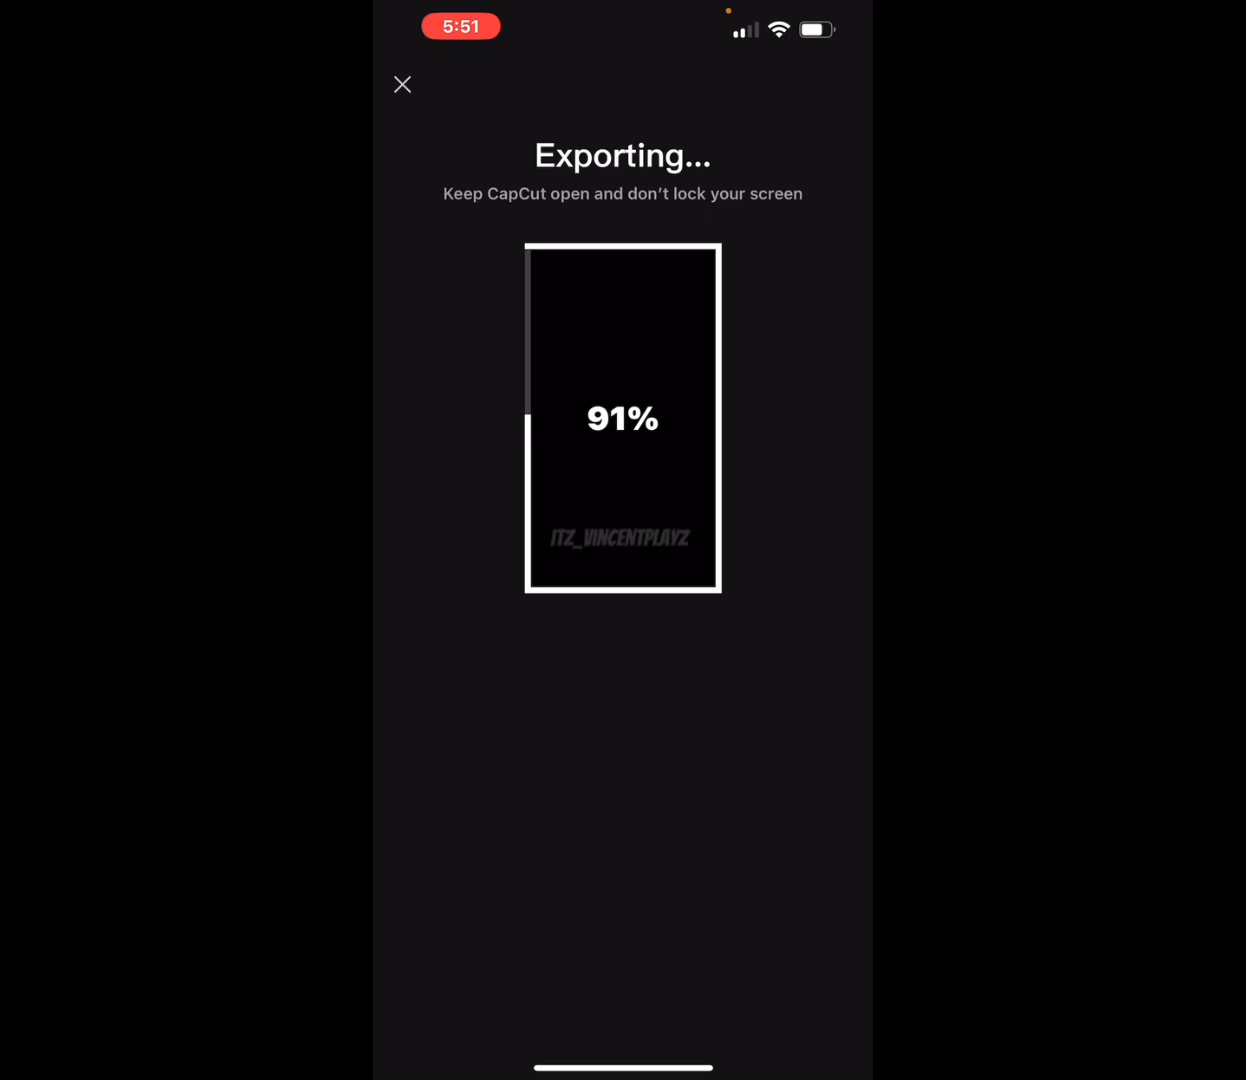 5:51
Exporting...
Keep CapCut open and don't lock your screen
91%
ITZ_VINCENTPLAYZ